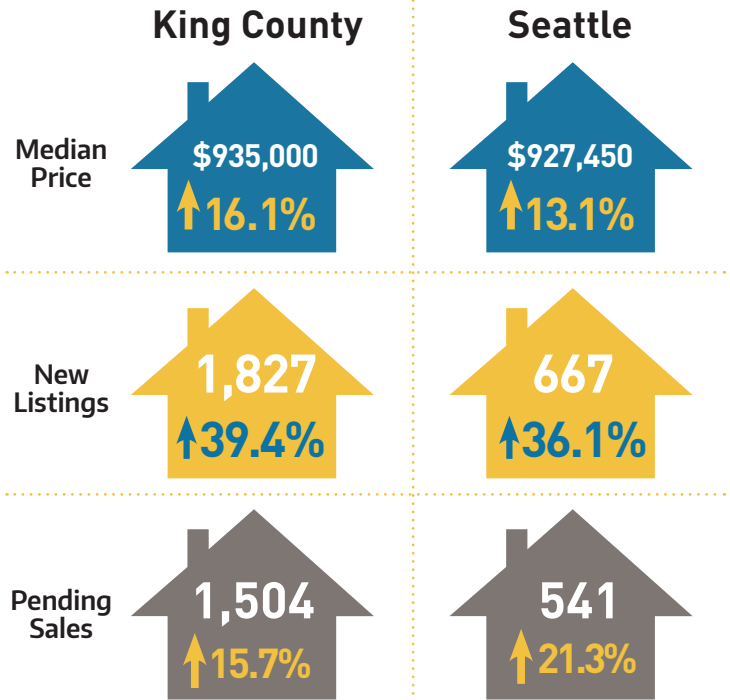 King County
Seattle
Median
Price
$935,000
16.1%
$927,450
13.1%
New
Listings
1,827
39.4%
667
36.1%
Pending
Sales
1,504
15.7%
541
21.3%